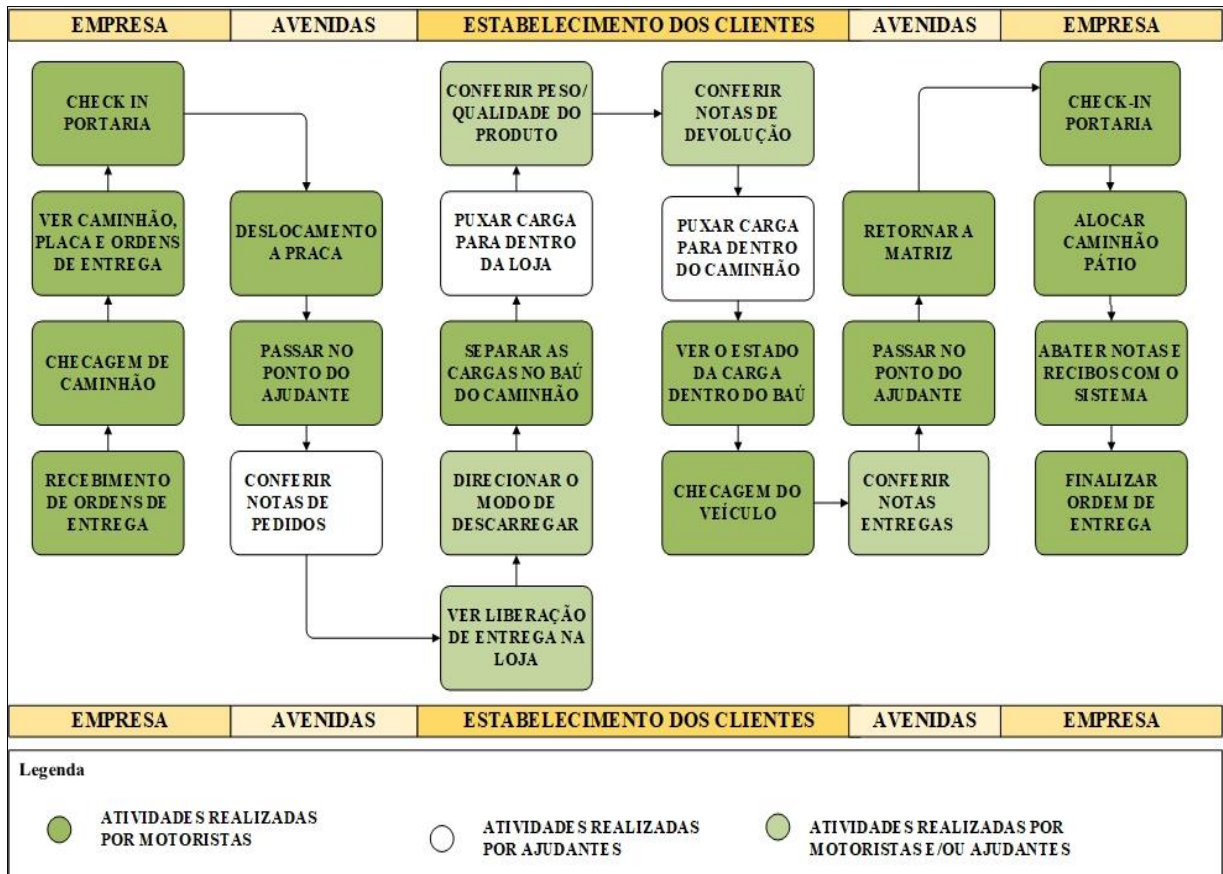 EMPRESA
AVENIDAS
ESTABELECIMENTO DOS CLIENTES
AVENIDAS
EMPRESA
CHECK IN
PORTARIA
VER CAMINHÃO,
PLACA E ORDENS
DE ENTREGA
CHECAGEM DE
CAMINHÃO
RECEBIMENTO
DE ORDENS DE
ENTREGA
DESLOCAMENTO
A PRACA
PASSAR NO
PONTO DO
AJUDANTE
CONFERIR
NOTAS DE
PEDIDOS
CONFERIR PESO/
QUALIDADE DO
PRODUTO
PUXAR CARGA
PARA DENTRO
DA LOJA
SEPARAR AS
CARGAS NO BAÚ
DO CAMINHÃO
DIRECIONAR O
MODO DE
DESCARREGAR
VER LIBERAÇÃO
DE ENTREGA NA
LOJA
CONFERIR
NOTAS DE
DEVOLUÇÃO
PUXAR CARGA
PARA DENTRO
DO CAMINHÃO
VER O ESTADO
DA CARGA
DENTRO DO BAÚ
CHECAGEM DO
VEÍCULO
RETORNAR A
MATRIZ
PASSAR NO
PONTO DO
AJUDANTE
CONFERIR
NOTAS
ENTREGAS
CHECK-IN
PORTARIA
ALOCAR
CAMINHÃO
PÁTIO
ABATER NOTAS E
RECIBOS COM O
SISTEMA
FINALIZAR
ORDEM DE
ENTREGA
EMPRESA
AVENIDAS
ESTABELECIMENTO DOS CLIENTES
AVENIDAS
EMPRESA
Legenda
ATIVIDADES REALIZADAS
POR MOTORISTAS
ATIVIDADES REALIZADAS
POR AJUDANTES
ATIVIDADES REALIZADAS POR
MOTORISTAS E/OU AJUDANTES